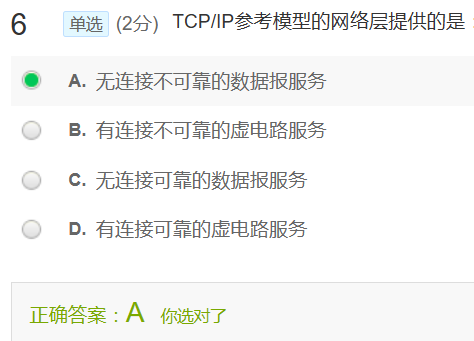 6 单选 (2分) TCP/IP参考模型的网络层提供的是
A. 无连接不可靠的数据报服务
B. 有连接不可靠的虚电路服务
C. 无连接可靠的数据报服务
D. 有连接可靠的虚电路服务
正确答案：A 你选对了